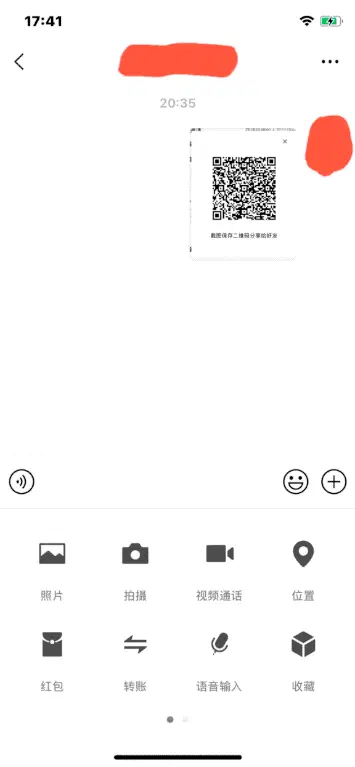 17:41
20:35
截图保存二维码分享给好友
照片
拍摄
视频通话
位置
红包
转账
语音输入
收藏